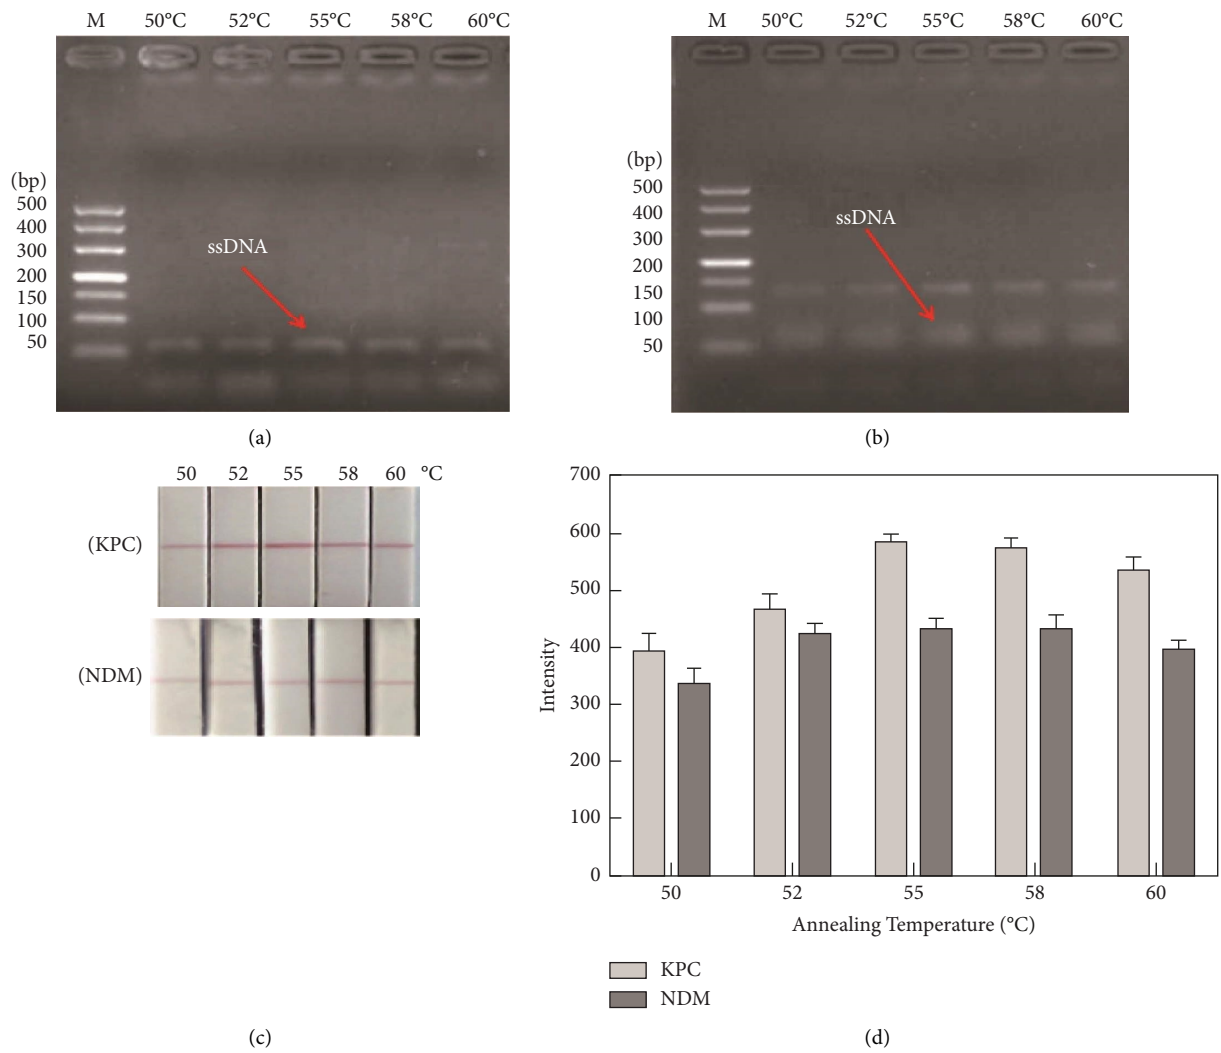 M 50°C 52°C 55°C 58°C 60°C
(bp)
500
400
300
200
150
100
50
ssDNA
(a)
M 50°C 52°C 55°C 58°C 60°C
(bp)
500
400
300
200
150
100
50
ssDNA
(b)
50 52 55 58 60 °C
(KPC)
(NDM)
(c)
700
600
500
400
300
200
100
0
Intensity
50 52 55 58 60
Annealing Temperature (°C)
KPC
NDM
(d)